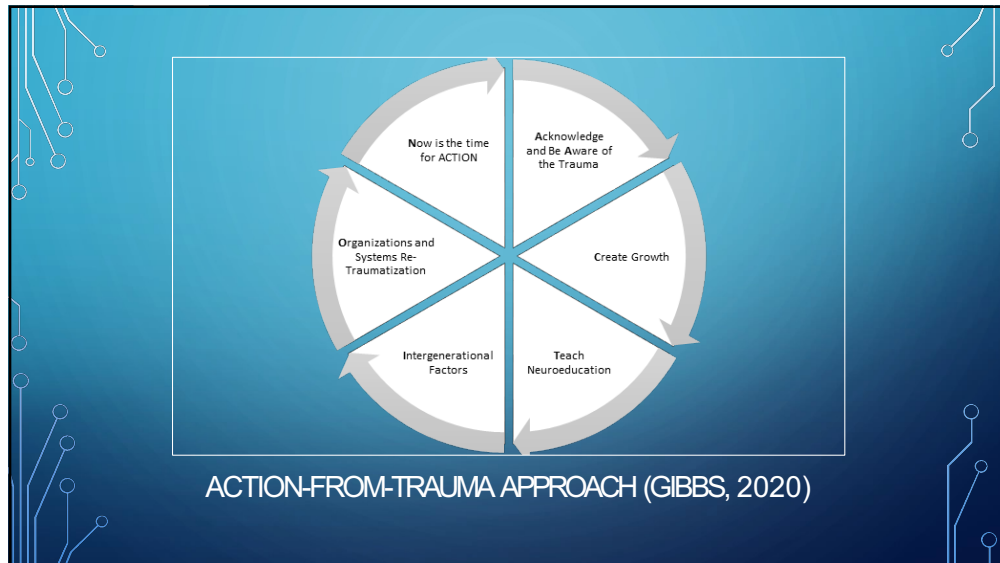 Acknowledge
and Be Aware of
the Trauma
Create Growth
Teach
Neuroeducation
Intergenerational
Factors
Organizations and
Systems Re-
Traumatization
Now is the time
for ACTION
ACTION-FROM-TRAUMA APPROACH (GIBBS, 2020)